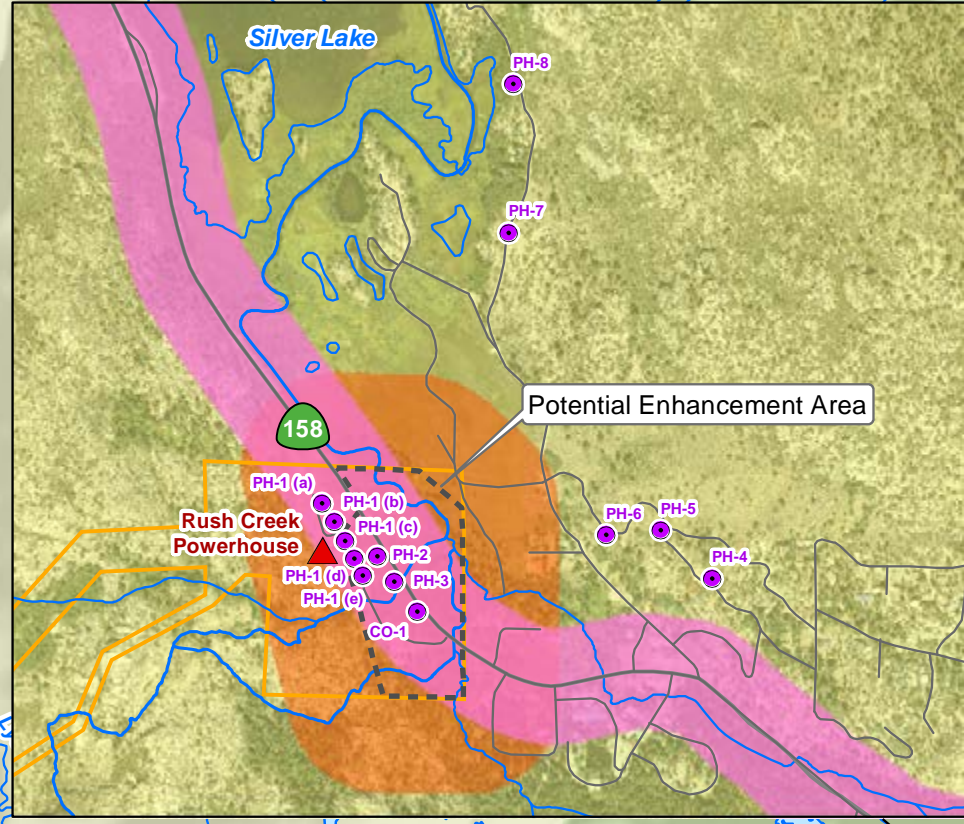 Silver Lake
PH-8
PH-7
Potential Enhancement Area
158
PH-1 (a)
PH-1 (b)
Rush Creek
Powerhouse
PH-1 (c)
PH-2
PH-1 (d)
PH-3
PH-1 (e)
CO-1
PH-6
PH-5
PH-4